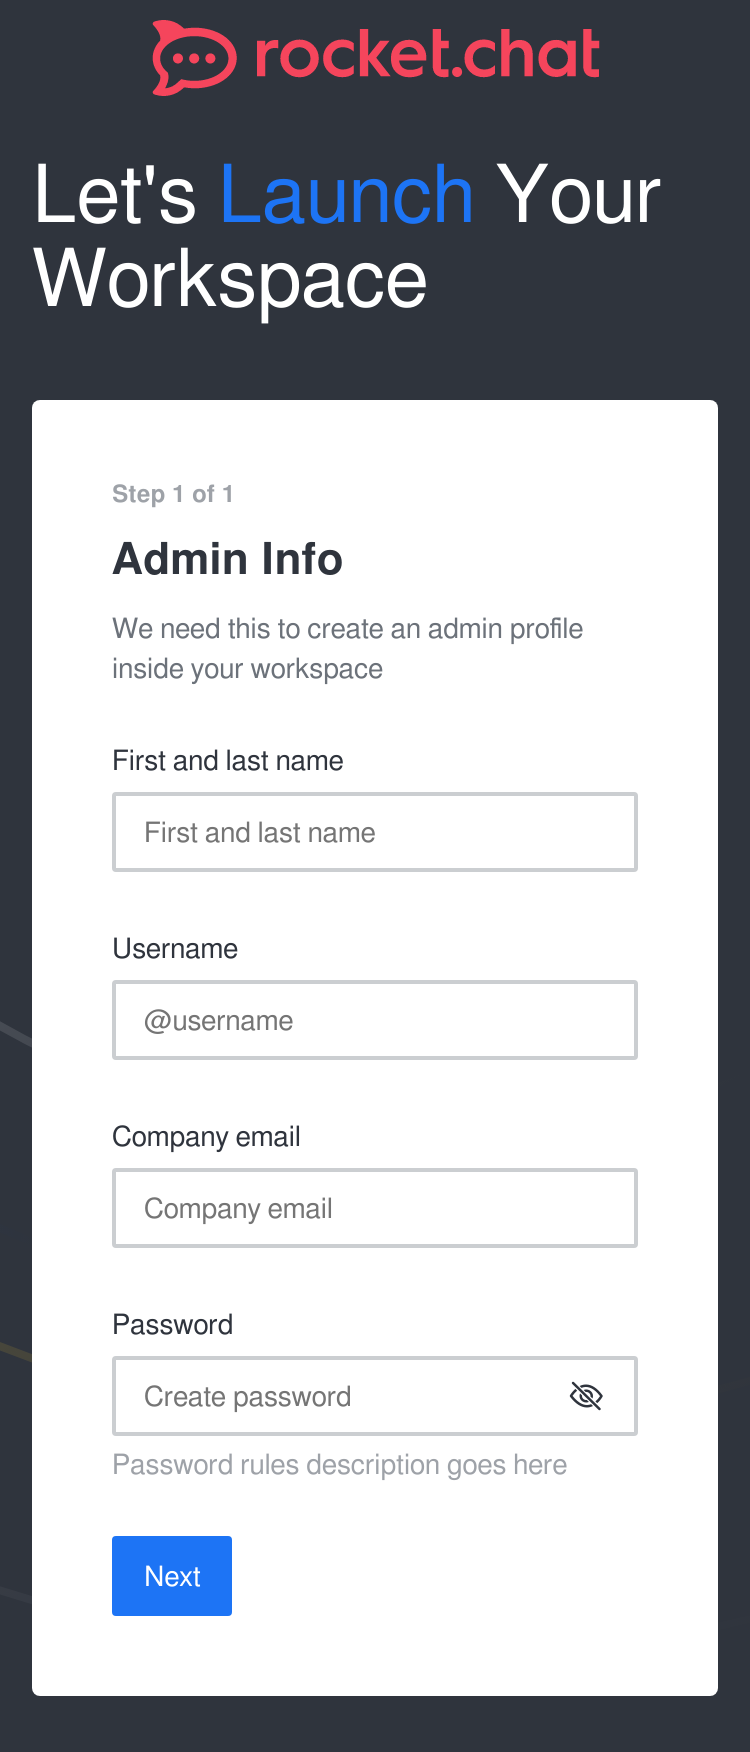 rocket.chat
Let's Launch Your
Workspace
Step 1 of 1
Admin Info
We need this to create an admin profile
inside your workspace
First and last name
First and last name
Username
@username
Company email
Company email
Password
Create password
Password rules description goes here
Next